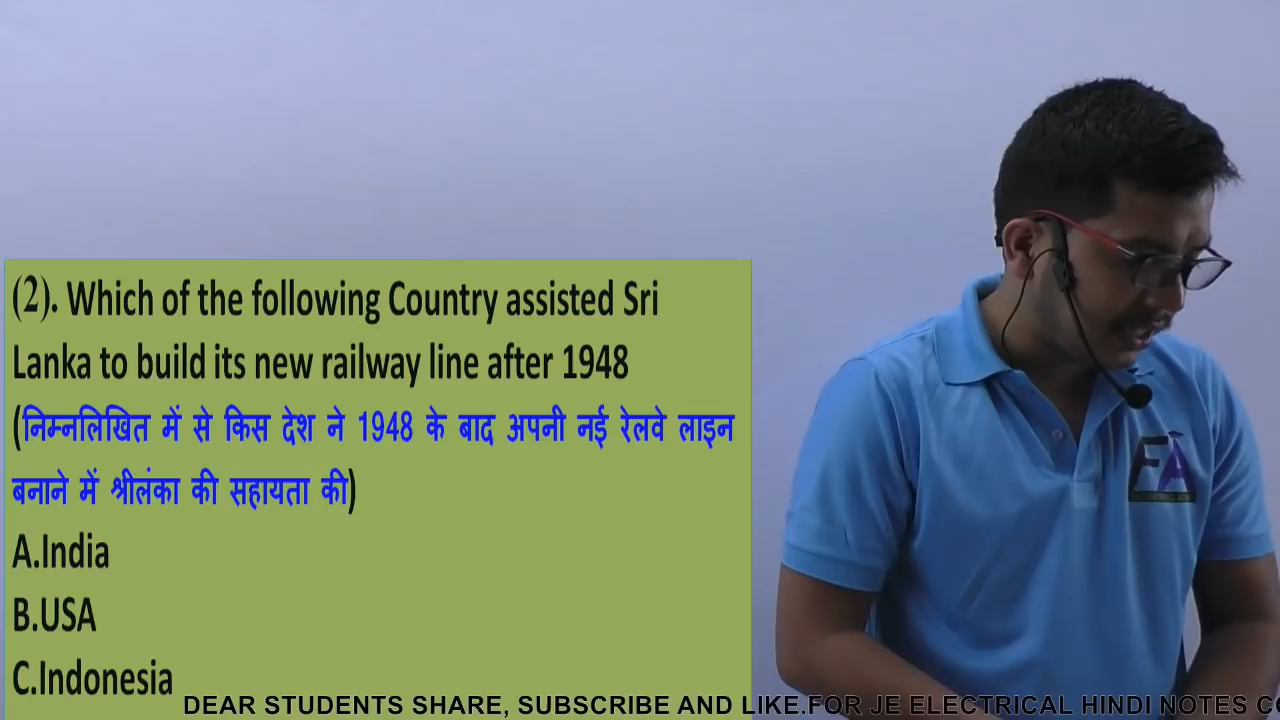 (2). Which of the following Country assisted Sri
Lanka to build its new railway line after 1948
(निम्नलिखित में से किस देश ने 1948 के बाद अपनी नई रेलवे लाइन
बनाने में श्रीलंका की सहायता की)
A.India
B.USA
C.Indonesia
DEAR STUDENTS SHARE, SUBSCRIBE AND LIKE.FOR JE ELECTRICAL HINDI NOTES
EA